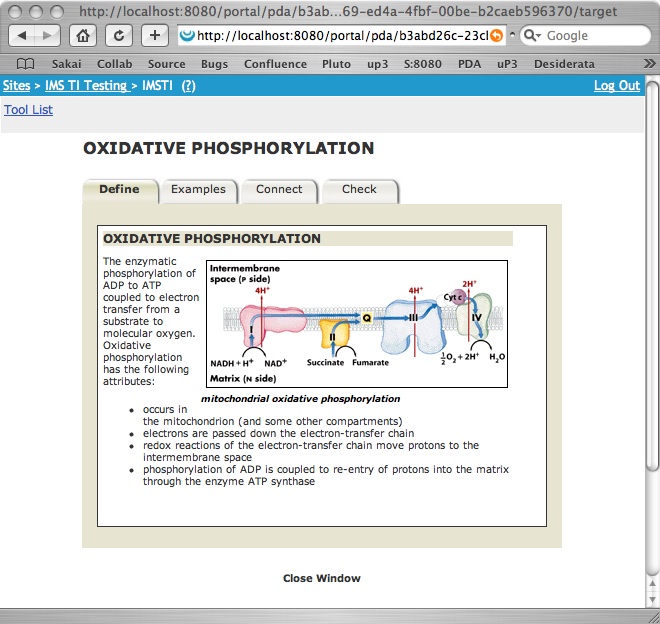 http://localhost:8080/portal/pda/b3ab...69-ed4a-4fbf-00be-b2caeb596370/target
http://localhost:8080/portal/pda/b3abd26c-23cl
Google
Sakai Collab Source Bugs Confluence Pluto up3 S:8080 PDA uP3 Desiderata
Sites > IMS TI Testing > IMSTI (?) Log Out
Tool List
OXIDATIVE PHOSPHORYLATION
Define Examples Connect Check
OXIDATIVE PHOSPHORYLATION
The enzymatic
phosphorylation of
ADP to ATP
coupled to electron
transfer from a
substrate to
molecular oxygen.
Oxidative
phosphorylation
has the following
attributes:
Intermembrane
space (P side)
4H⁺ 4H⁺ 2H⁺
Cyt c
I II Q III IV
NADH + H⁺ NAD⁺ Succinate Fumarate ½O₂ + 2H⁺ H₂O
Matrix (N side)
mitochondrial oxidative phosphorylation
• occurs in
the mitochondrion (and some other compartments)
• electrons are passed down the electron-transfer chain
• redox reactions of the electron-transfer chain move protons to the
intermembrane space
• phosphorylation of ADP is coupled to re-entry of protons into the matrix
through the enzyme ATP synthase
Close Window